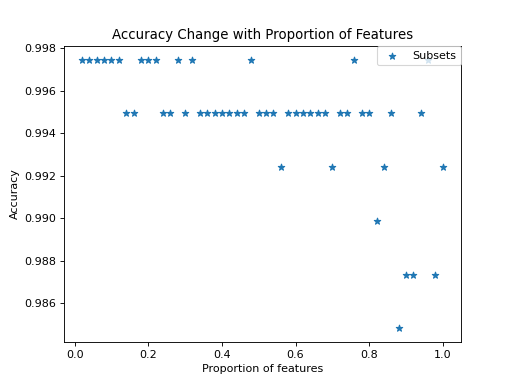 Accuracy Change with Proportion of Features
Subsets
Accuracy
0.998
0.996
0.994
0.992
0.990
0.988
0.986
0.0 0.2 0.4 0.6 0.8 1.0
Proportion of features